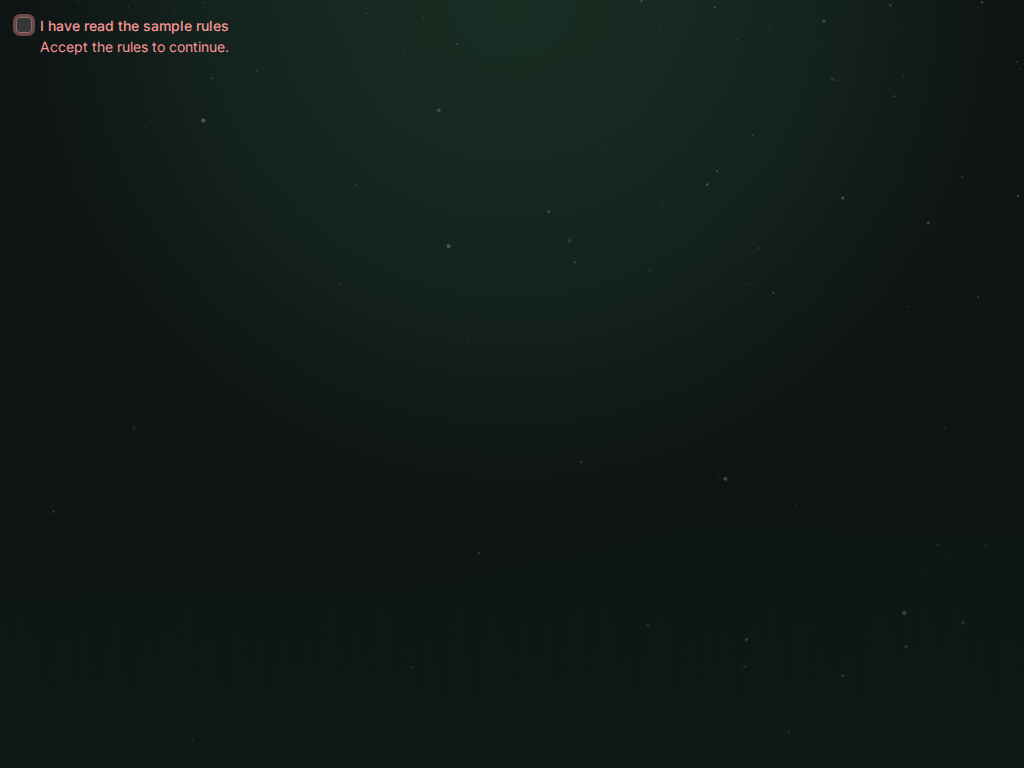 I have read the sample rules
Accept the rules to continue.